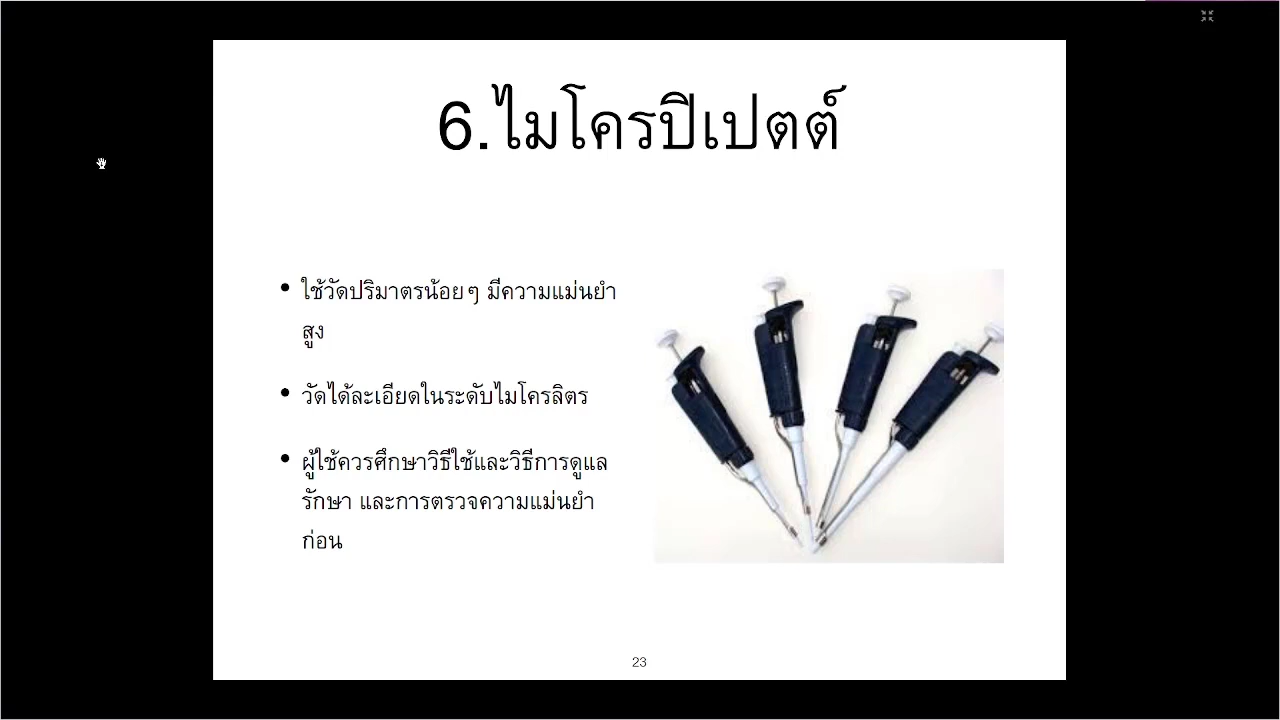 6.ไมโครปีเปตต์
• ใช้วัดปริมาตรน้อยๆ มีความแม่นยำ
สูง
• วัดได้ละเอียดในระดับไมโครลิตร
• ผู้ใช้ควรศึกษาวิธีใช้และวิธีการดูแล
รักษา และการตรวจความแม่นยำ
ก่อน
23